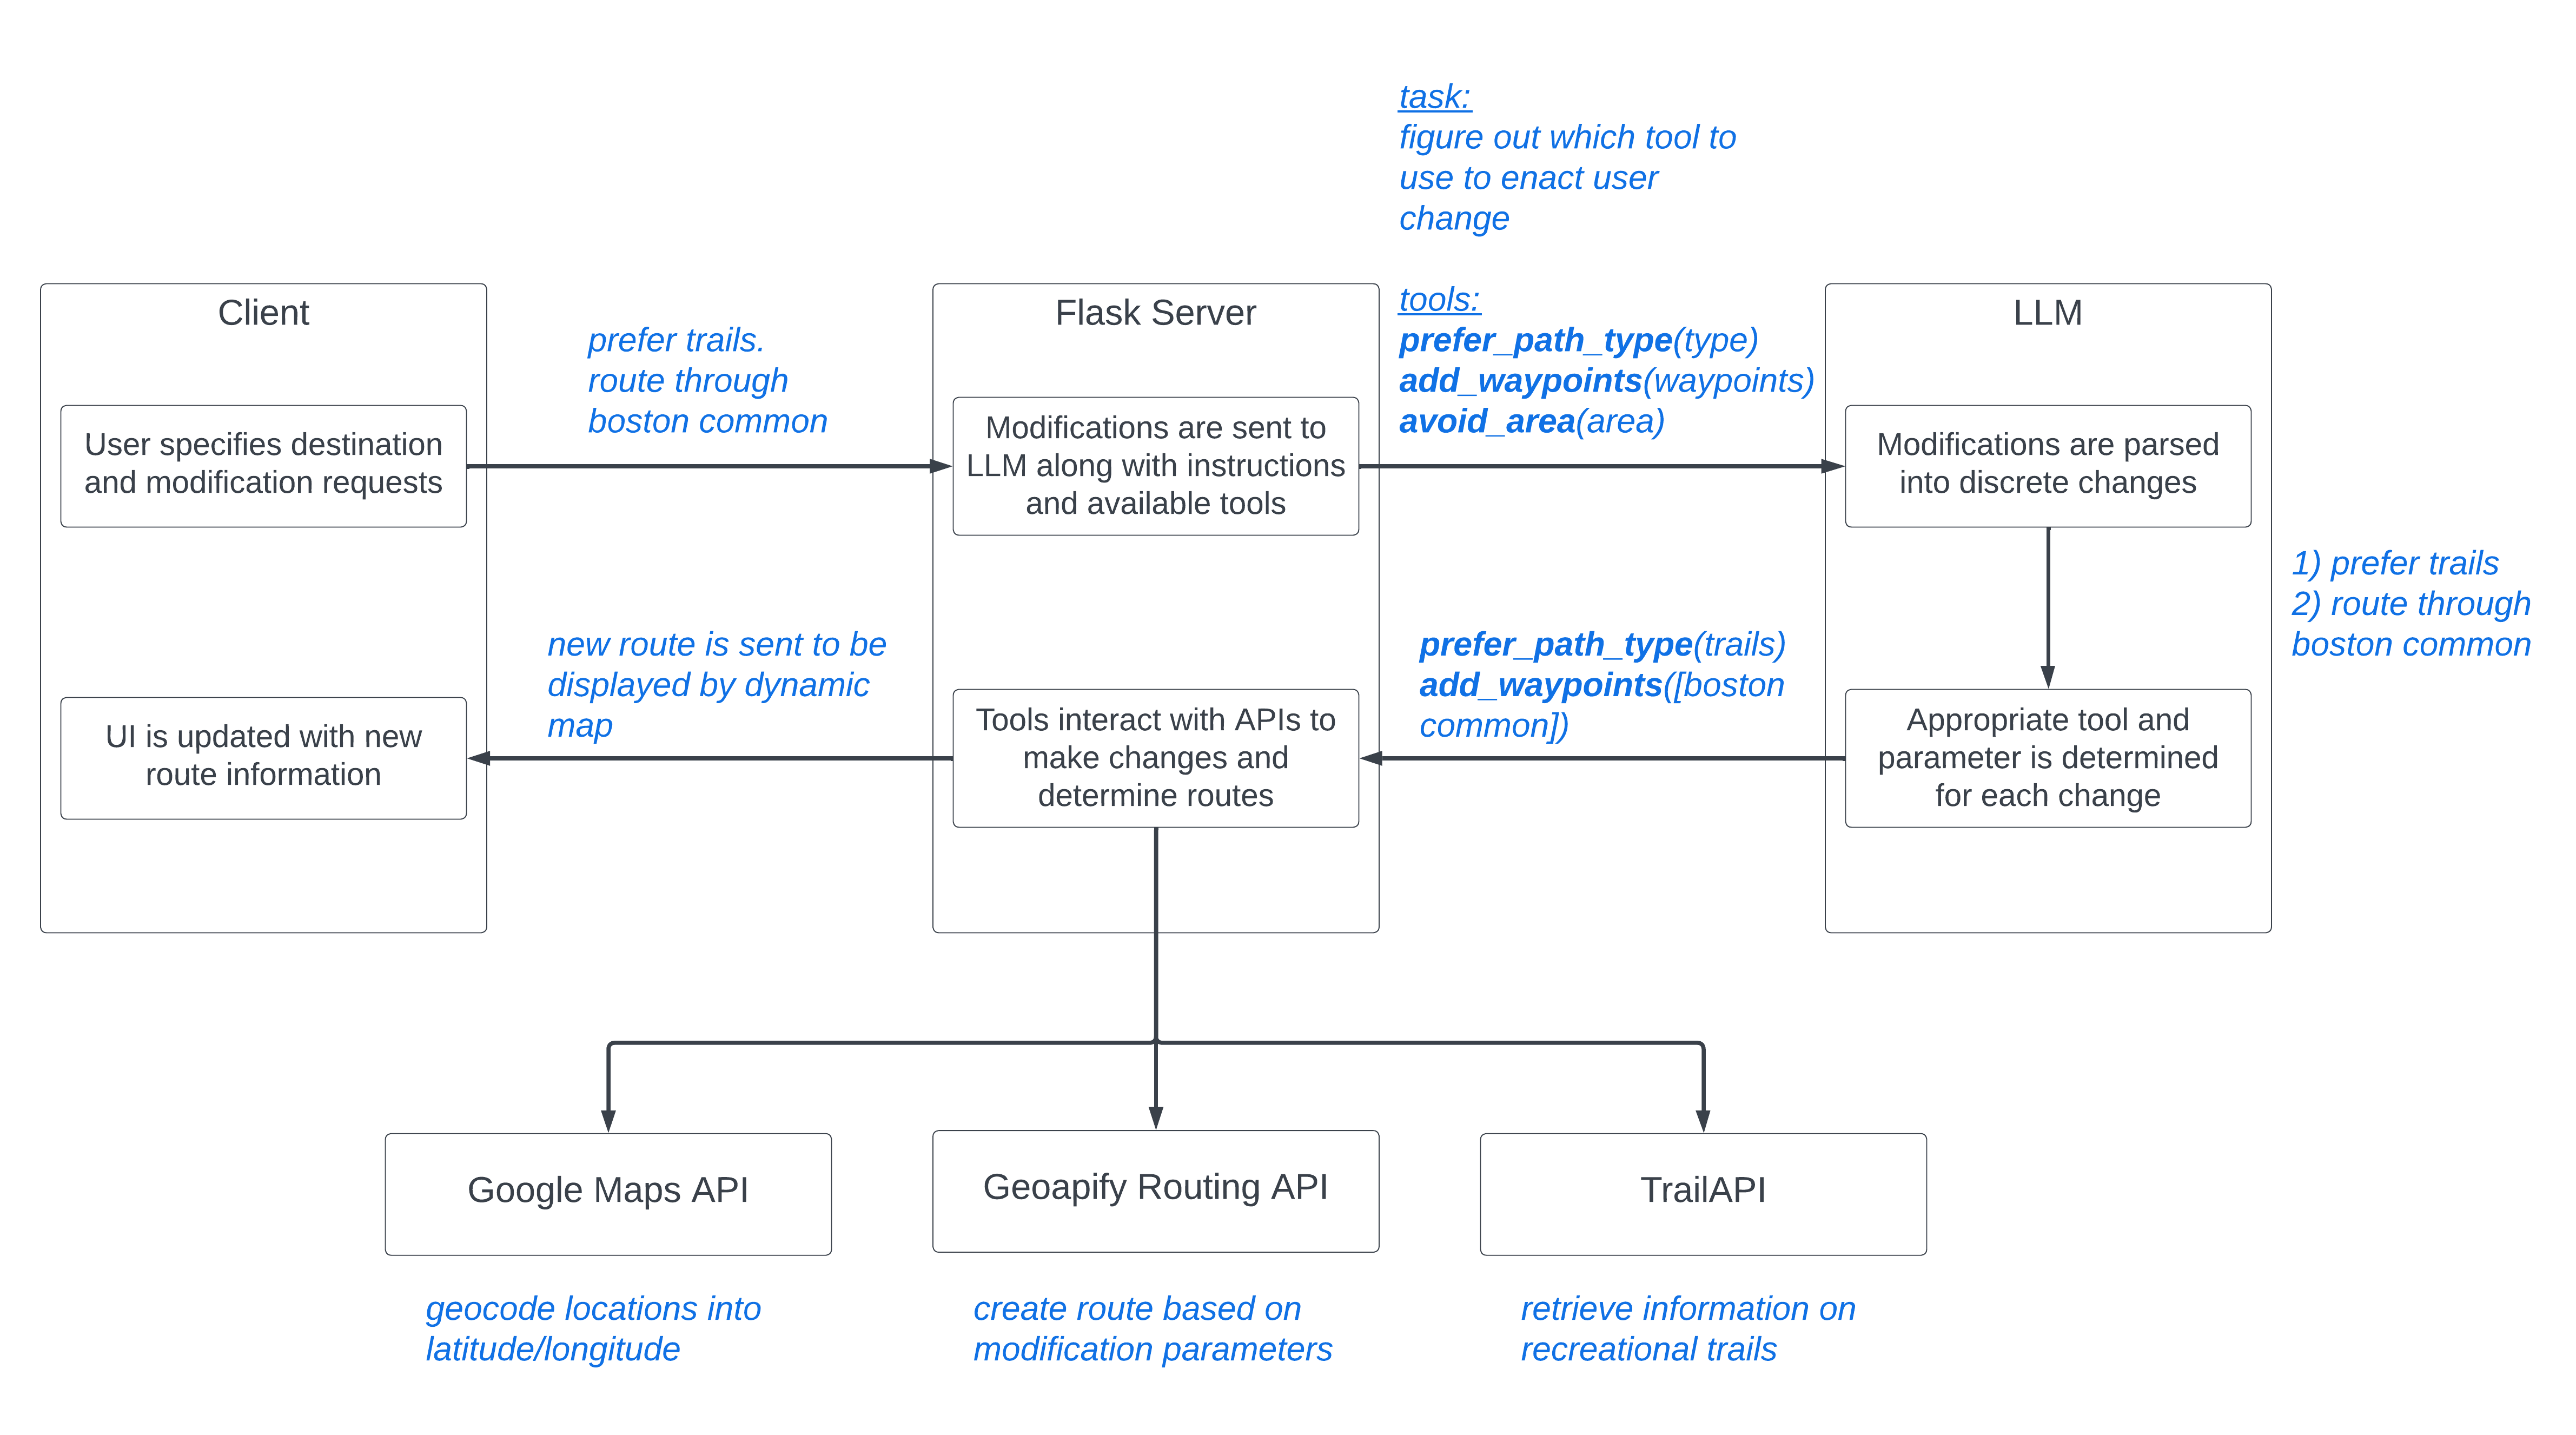 task:
figure out which tool to
use to enact user
change
Client
User specifies destination
and modification requests
UI is updated with new
route information
prefer trails.
route through
boston common
new route is sent to be
displayed by dynamic
map
Flask Server
Modifications are sent to
LLM along with instructions
and available tools
Tools interact with APIs to
make changes and
determine routes
tools:
prefer_path_type(type)
add_waypoints(waypoints)
avoid_area(area)
prefer_path_type(trails)
add_waypoints([boston
common])
LLM
Modifications are parsed
into discrete changes
Appropriate tool and
parameter is determined
for each change
1) prefer trails
2) route through
boston common
Google Maps API
geocode locations into
latitude/longitude
Geoapify Routing API
create route based on
modification parameters
TrailAPI
retrieve information on
recreational trails